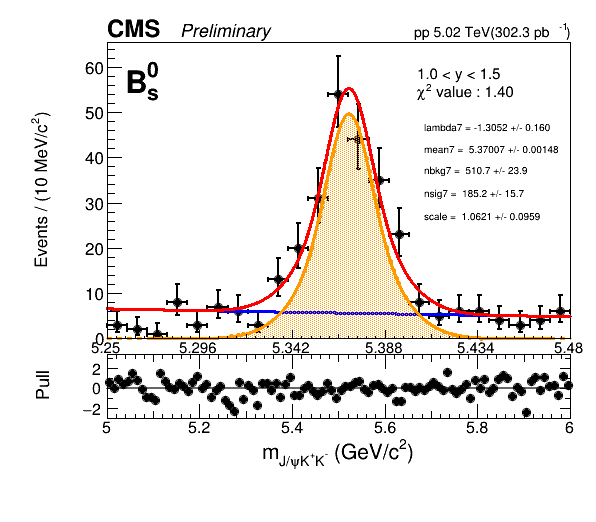 CMS Preliminary pp 5.02 TeV(302.3 pb⁻¹)
B⁰ₛ
1.0 < y < 1.5
χ² value : 1.40
lambda7 = -1.3052 +/- 0.160
mean7 = 5.37007 +/- 0.00148
nbkg7 = 510.7 +/- 23.9
nsig7 = 185.2 +/- 15.7
scale = 1.0621 +/- 0.0959
Events / (10 MeV/c²)
60
50
40
30
20
10
0
5.25 5.296 5.342 5.388 5.434 5.48
Pull
2
0
−2
5 5.2 5.4 5.6 5.8 6
m_{J/ψK⁺K⁻} (GeV/c²)